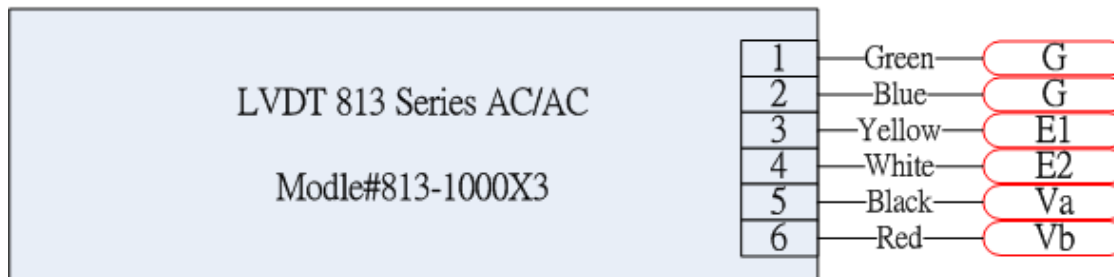 LVDT 813 Series AC/AC
Modle#813-1000X3
1 Green G
2 Blue G
3 Yellow E1
4 White E2
5 Black Va
6 Red Vb